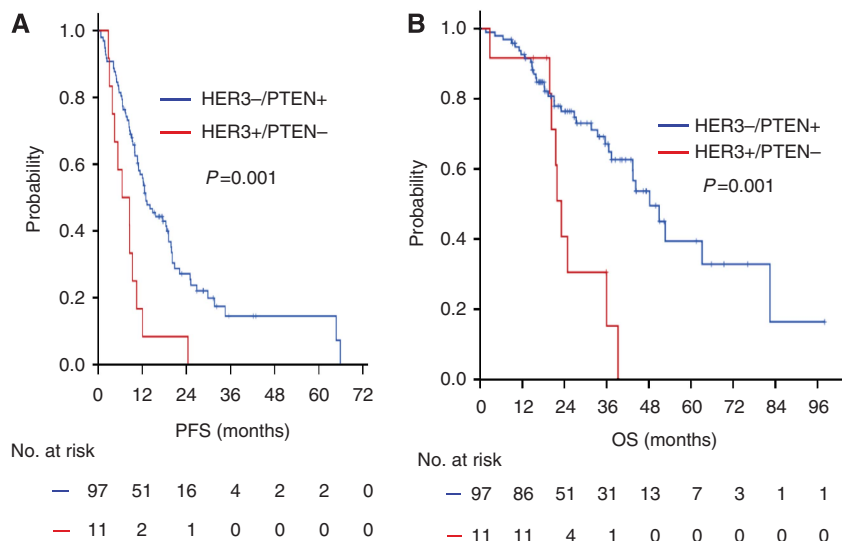 A
1.0
0.8
0.6
0.4
0.2
0.0
Probability
HER3–/PTEN+
HER3+/PTEN–
P=0.001
0 12 24 36 48 60 72
PFS (months)
No. at risk
97 51 16 4 2 2 0
11 2 1 0 0 0 0
B
1.0
0.8
0.6
0.4
0.2
0.0
Probability
HER3–/PTEN+
HER3+/PTEN–
P=0.001
0 12 24 36 48 60 72 84 96
OS (months)
No. at risk
97 86 51 31 13 7 3 1 1
11 11 4 1 0 0 0 0 0